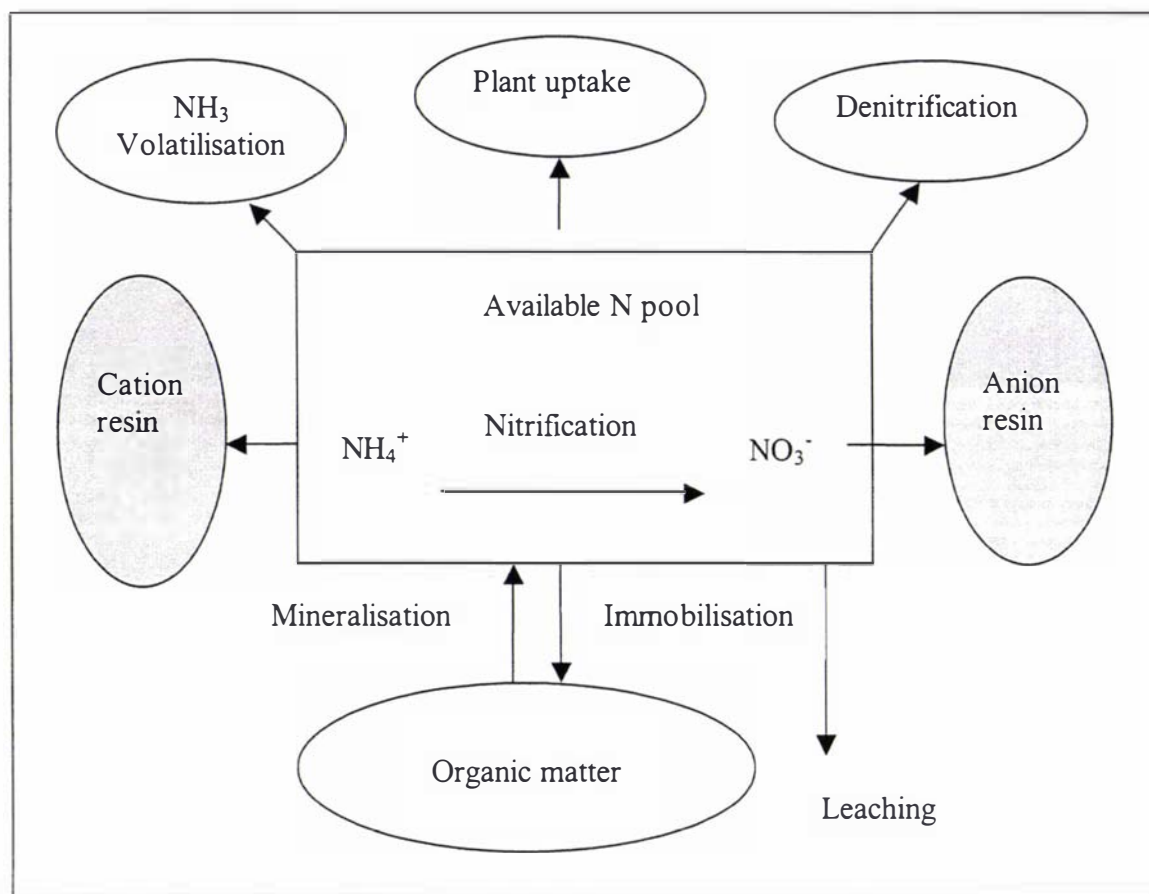 Plant uptake
NH₃
Volatilisation
Denitrification
Available N pool
Cation
resin
Anion
resin
Nitrification
NH₄⁺
NO₃⁻
Mineralisation
Immobilisation
Organic matter
Leaching